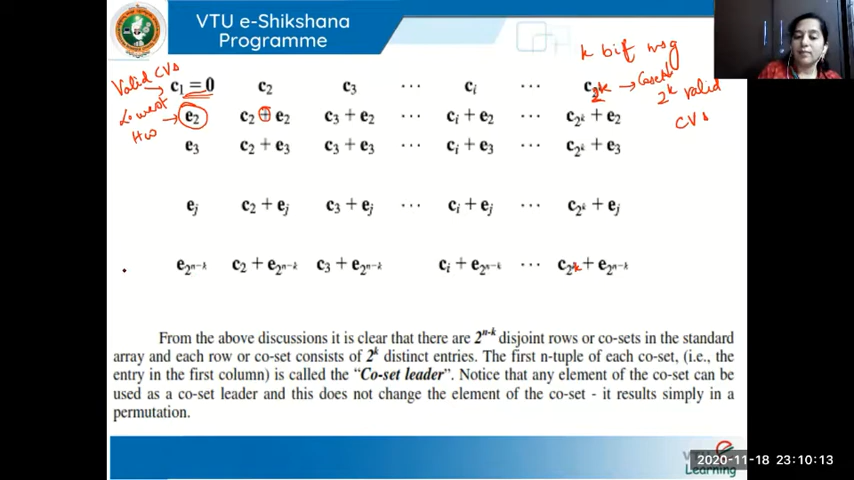 VTU e-Shikshana
Programme
k bit msg
Valid CVs
c₁ = 0 c₂ c₃ ⋯ cᵢ ⋯ c₂ᵏ → Coset
2ᵏ valid
CVs
Lowest
HW
e₂ c₂ ⊕ e₂ c₃ + e₂ ⋯ cᵢ + e₂ ⋯ c₂ᵏ + e₂
e₃ c₂ + e₃ c₃ + e₃ ⋯ cᵢ + e₃ c₂ᵏ + e₃
eⱼ c₂ + eⱼ c₃ + eⱼ ⋯ cᵢ + eⱼ ⋯ c₂ᵏ + eⱼ
e₂ⁿ⁻ᵏ c₂ + e₂ⁿ⁻ᵏ c₃ + e₂ⁿ⁻ᵏ cᵢ + e₂ⁿ⁻ᵏ ⋯ c₂ᵏ + e₂ⁿ⁻ᵏ
From the above discussions it is clear that there are 2ⁿ⁻ᵏ disjoint rows or co-sets in the standard
array and each row or co-set consists of 2ᵏ distinct entries. The first n-tuple of each co-set, (i.e., the
entry in the first column) is called the “Co-set leader”. Notice that any element of the co-set can be
used as a co-set leader and this does not change the element of the co-set - it results simply in a
permutation.
2020-11-18 23:10:13
Learning